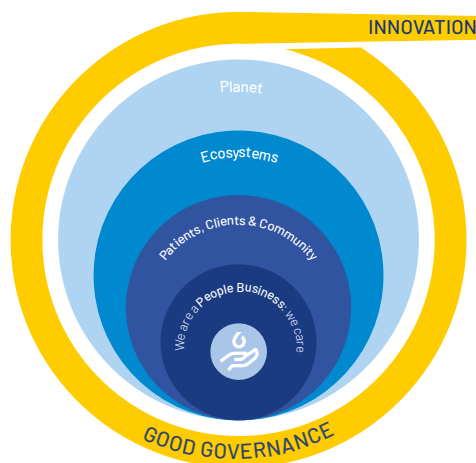 INNOVATION
Planet
Ecosystems
Patients, Clients & Community
We are a People Business: we care
GOOD GOVERNANCE